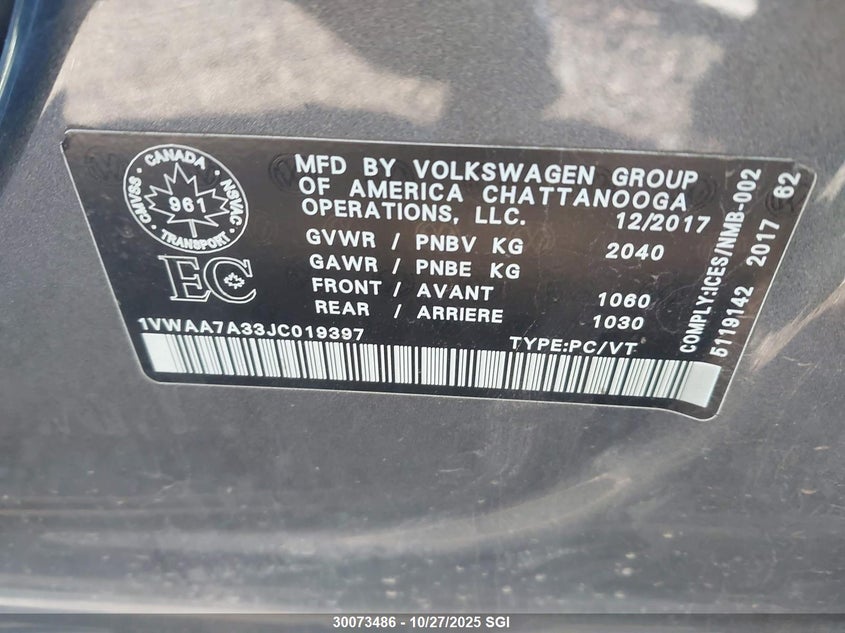 CANADA
CMVSS
961
NSVAC
TRANSPORT
EC
MFD BY VOLKSWAGEN GROUP
OF AMERICA CHATTANOOGA
OPERATIONS, LLC. 12/2017
GVWR / PNBV KG 2040
GAWR / PNBE KG
FRONT / AVANT 1060
REAR / ARRIERE 1030
1VWAA7A33JC019397 TYPE:PC/VT
COMPLY:ICES/NMB-002
5119142 2017 62
30073486 - 10/27/2025 SGI